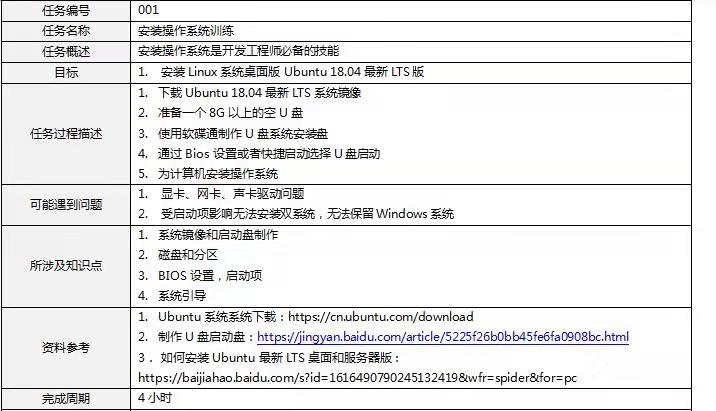 任务编号 001
任务名称 安装操作系统训练
任务概述 安装操作系统是开发工程师必备的技能
目标 1. 安装 Linux 系统桌面版 Ubuntu 18.04 最新 LTS 版
任务过程描述
1. 下载 Ubuntu 18.04 最新 LTS 系统镜像
2. 准备一个 8G 以上的空 U 盘
3. 使用软碟通制作 U 盘系统安装盘
4. 通过 Bios 设置或者快捷启动选择 U 盘启动
5. 为计算机安装操作系统
可能遇到问题
1. 显卡、网卡、声卡驱动问题
2. 受启动项影响无法安装双系统，无法保留 Windows 系统
所涉及知识点
1. 系统镜像和启动盘制作
2. 磁盘和分区
3. BIOS 设置，启动项
4. 系统引导
资料参考
1. Ubuntu 系统系统下载：https://cn.ubuntu.com/download
2. 制作 U 盘启动盘：https://jingyan.baidu.com/article/5225f26b0bb45fe6fa0908bc.html
3 . 如何安装 Ubuntu 最新 LTS 桌面和服务器版：
https://baijiahao.baidu.com/s?id=1616490790245132419&wfr=spider&for=pc
完成周期 4 小时